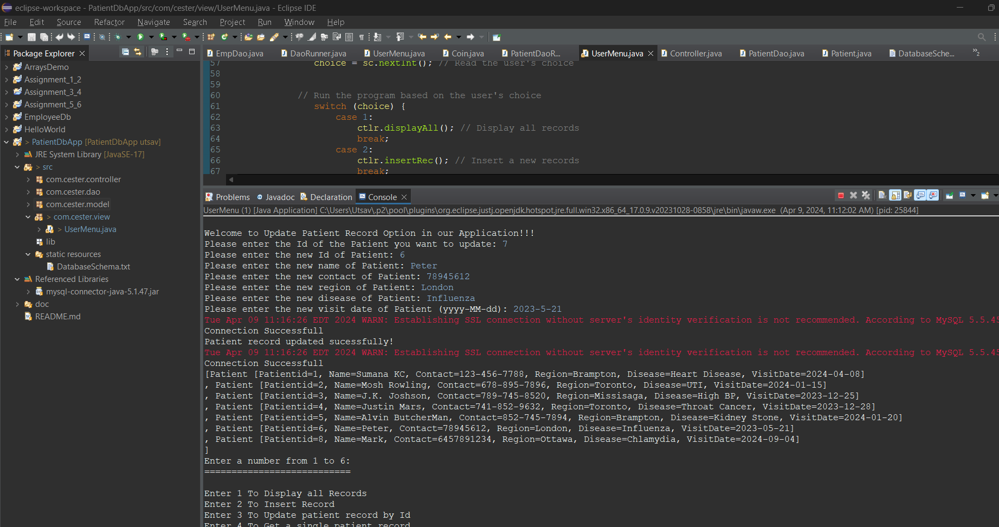 eclipse-workspace - PatientDbApp/src/com/cester/view/UserMenu.java - Eclipse IDE
File Edit Source Refactor Navigate Search Project Run Window Help
Package Explorer
EmpDao.java DaoRunner.java UserMenu.java Coin.java PatientDaoR... UserMenu.java Controller.java PatientDao.java Patient.java DatabaseSche... »2
ArraysDemo
Assignment_1_2
Assignment_3_4
Assignment_5_6
EmployeeDb
HelloWorld
> PatientDbApp [PatientDbApp utsav]
JRE System Library [JavaSE-17]
> src
com.cester.controller
com.cester.dao
com.cester.model
> com.cester.view
> UserMenu.java
lib
static resources
DatabaseSchema.txt
Referenced Libraries
mysql-connector-java-5.1.47.jar
doc
README.md
57 choice = sc.nextInt(); // Read the user's choice
58
59
60 // Run the program based on the user's choice
61 switch (choice) {
62 case 1:
63 ctlr.displayAll(); // Display all records
64 break;
65 case 2:
66 ctlr.insertRec(); // Insert a new records
67 break;
Problems Javadoc Declaration Console
UserMenu (1) [Java Application] C:\Users\Utsav\.p2\pool\plugins\org.eclipse.justj.openjdk.hotspot.jre.full.win32.x86_64_17.0.9.v20231028-0858\jre\bin\javaw.exe (Apr 9, 2024, 11:12:02 AM) [pid: 25844]
Welcome to Update Patient Record Option in our Application!!!
Please enter the Id of the Patient you want to update: 7
Please enter the new Id of Patient: 6
Please enter the new name of Patient: Peter
Please enter the new contact of Patient: 78945612
Please enter the new region of Patient: London
Please enter the new disease of Patient: Influenza
Please enter the new visit date of Patient (yyyy-MM-dd): 2023-5-21
Tue Apr 09 11:16:26 EDT 2024 WARN: Establishing SSL connection without server's identity verification is not recommended. According to MySQL 5.5.45
Connection Successfull
Patient record updated sucessfully!
Tue Apr 09 11:16:26 EDT 2024 WARN: Establishing SSL connection without server's identity verification is not recommended. According to MySQL 5.5.45
Connection Successfull
[Patient [Patientid=1, Name=Sumana KC, Contact=123-456-7788, Region=Brampton, Disease=Heart Disease, VisitDate=2024-04-08]
, Patient [Patientid=2, Name=Mosh Rowling, Contact=678-895-7896, Region=Toronto, Disease=UTI, VisitDate=2024-01-15]
, Patient [Patientid=3, Name=J.K. Joshson, Contact=789-745-8520, Region=Missisaga, Disease=High BP, VisitDate=2023-12-25]
, Patient [Patientid=4, Name=Justin Mars, Contact=741-852-9632, Region=Toronto, Disease=Throat Cancer, VisitDate=2023-12-28]
, Patient [Patientid=5, Name=Alvin ButcherMan, Contact=852-745-7894, Region=Brampton, Disease=Kidney Stone, VisitDate=2024-01-20]
, Patient [Patientid=6, Name=Peter, Contact=78945612, Region=London, Disease=Influenza, VisitDate=2023-05-21]
, Patient [Patientid=8, Name=Mark, Contact=6457891234, Region=Ottawa, Disease=Chlamydia, VisitDate=2024-09-04]
]
Enter a number from 1 to 6:
===========================
Enter 1 To Display all Records
Enter 2 To Insert Record
Enter 3 To Update patient record by Id
Enter 4 To Get a single patient record